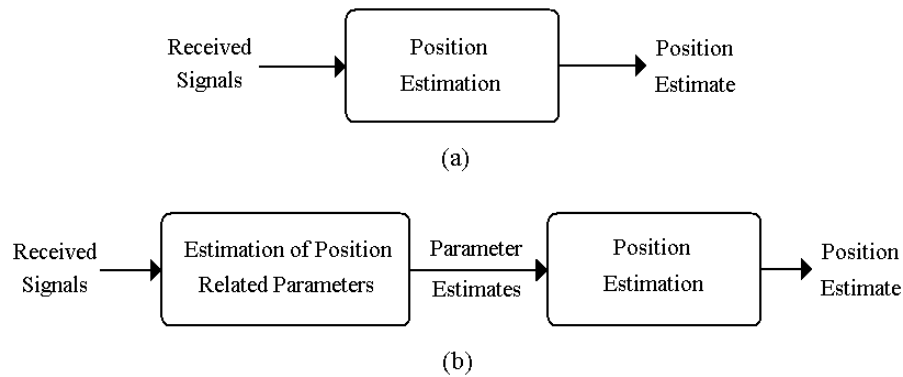 Received
Signals
Position
Estimation
Position
Estimate
(a)
Received
Signals
Estimation of Position
Related Parameters
Parameter
Estimates
Position
Estimation
Position
Estimate
(b)